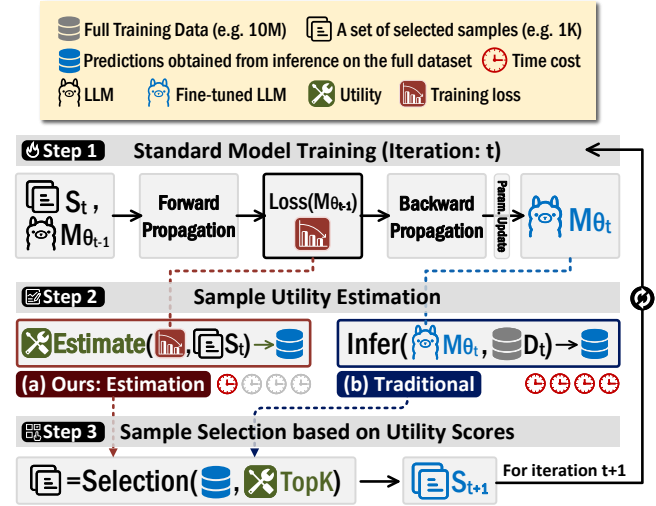 Full Training Data (e.g. 10M) A set of selected samples (e.g. 1K)
Predictions obtained from inference on the full dataset Time cost
LLM Fine-tuned LLM Utility Training loss
Step 1 Standard Model Training (Iteration: t)
St , Mθt-1
Forward Propagation
Loss(Mθt-1)
Backward Propagation
Param. Update
Mθt
Step 2 Sample Utility Estimation
Estimate( , St) →
Infer( Mθt , Dt) →
(a) Ours: Estimation
(b) Traditional
Step 3 Sample Selection based on Utility Scores
=Selection( , TopK)
St+1
For iteration t+1